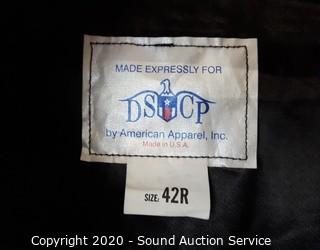 MADE EXPRESSLY FOR
DSCP
by American Apparel, Inc.
Made in U.S.A.
SIZE: 42R
Copyright 2020 - Sound Auction Service